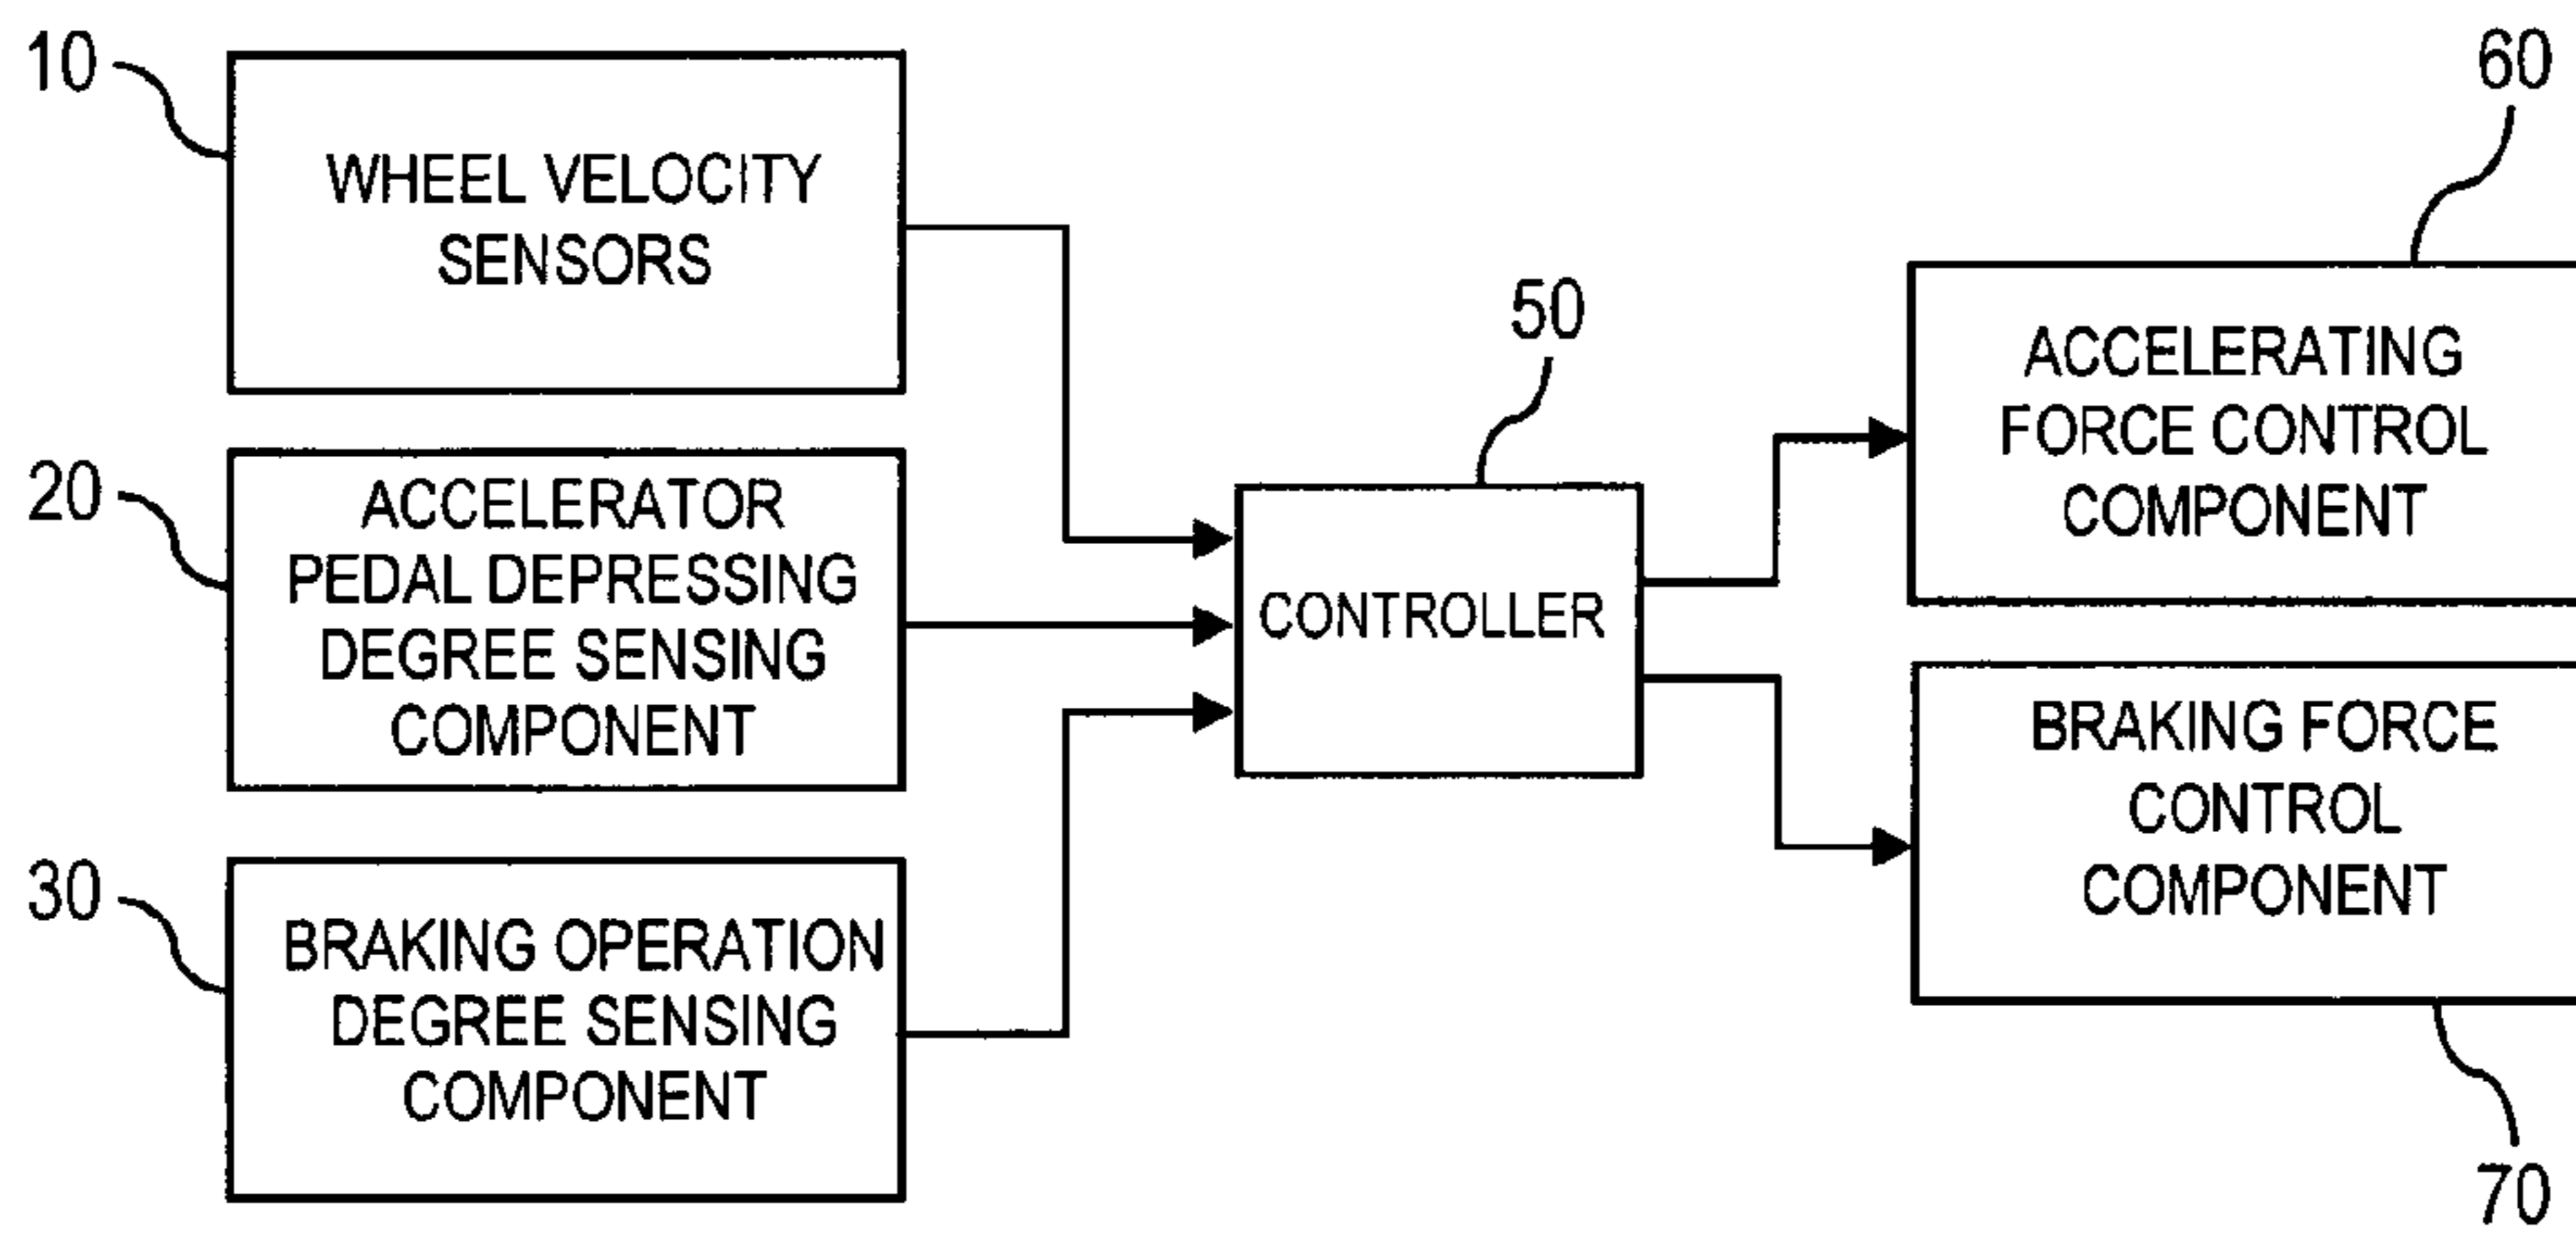 10
WHEEL VELOCITY
SENSORS
20
ACCELERATOR
PEDAL DEPRESSING
DEGREE SENSING
COMPONENT
30
BRAKING OPERATION
DEGREE SENSING
COMPONENT
50
CONTROLLER
60
ACCELERATING
FORCE CONTROL
COMPONENT
BRAKING FORCE
CONTROL
COMPONENT
70